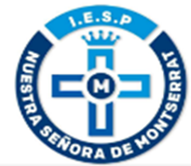 I.E.S.P
M
NUESTRA SEÑORA DE MONTSERRAT